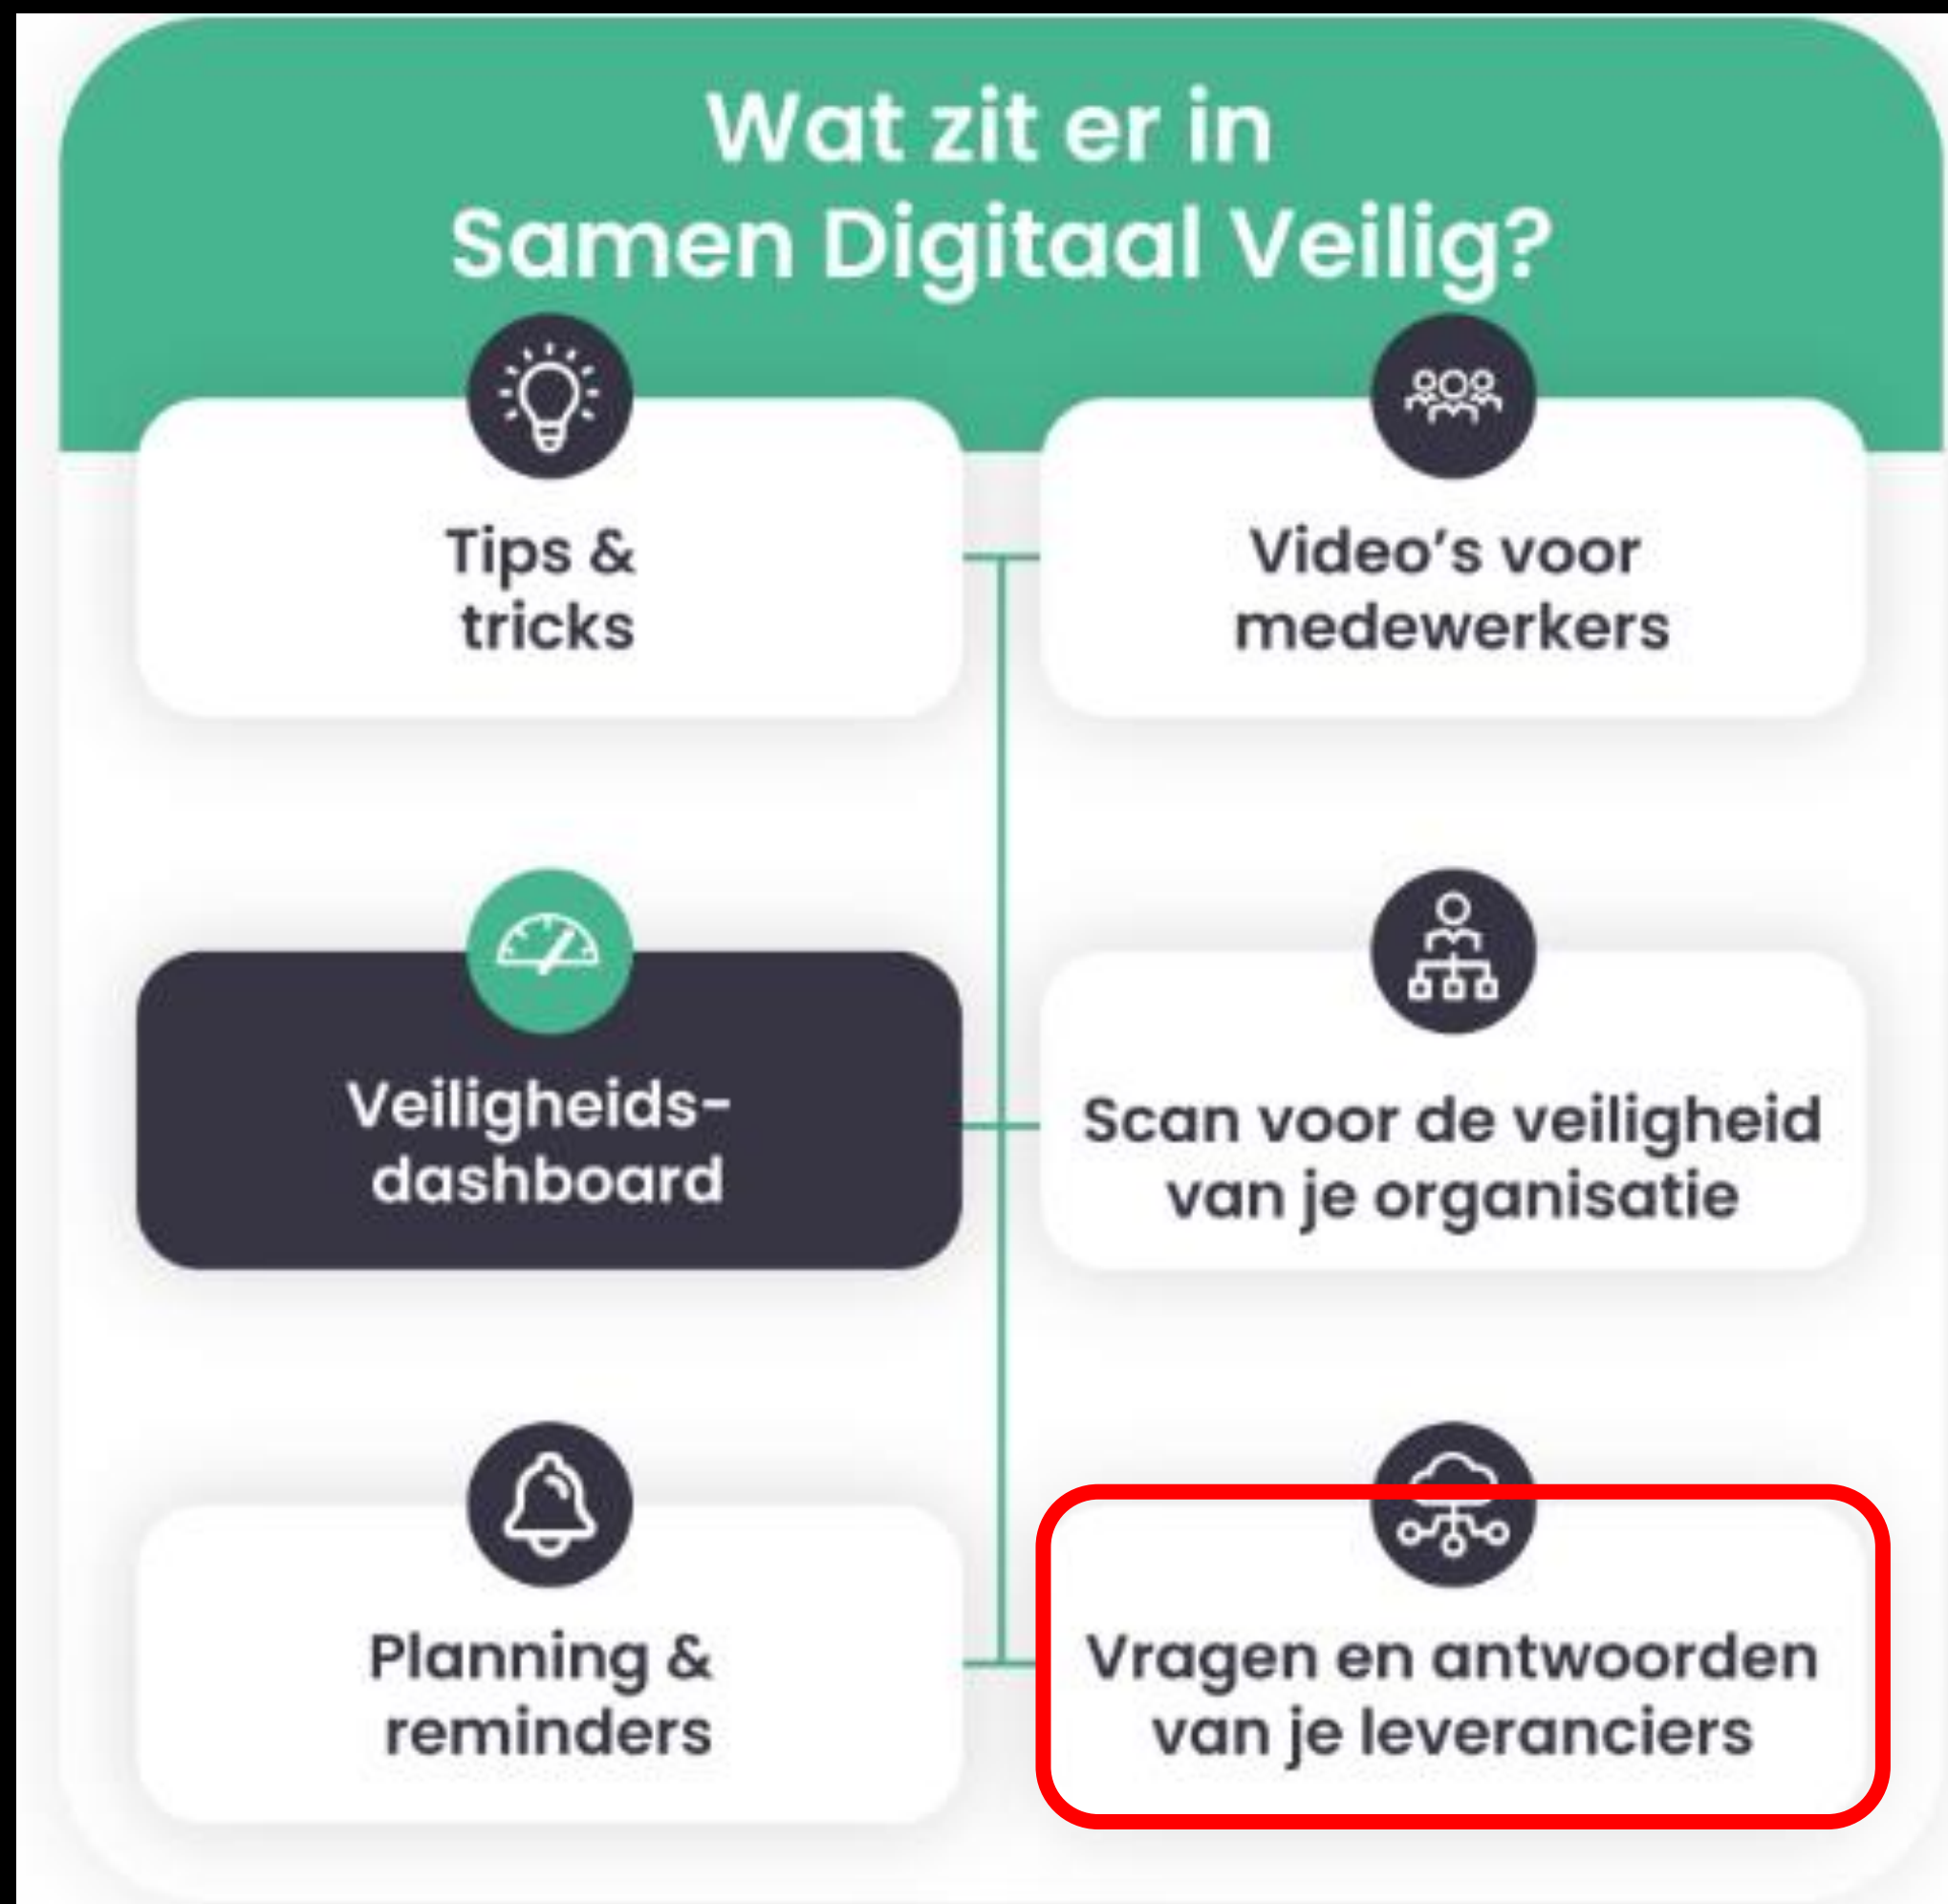 Wat zit er in
Samen Digitaal Veilig?
Tips &
tricks
Video's voor
medewerkers
Veiligheids-
dashboard
Scan voor de veiligheid
van je organisatie
Planning &
reminders
Vragen en antwoorden
van je leveranciers